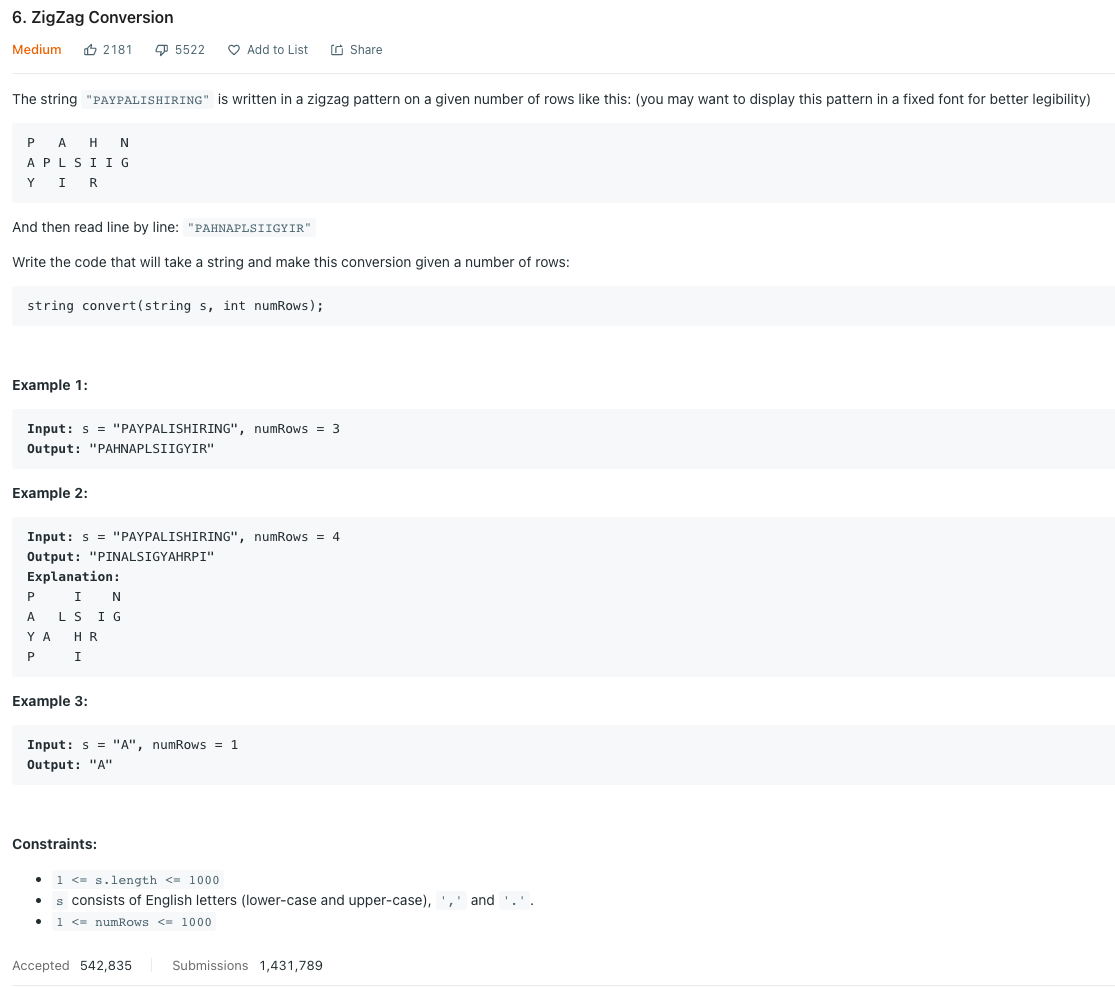 6. ZigZag Conversion
Medium 2181 5522 Add to List Share
The string "PAYPALISHIRING" is written in a zigzag pattern on a given number of rows like this: (you may want to display this pattern in a fixed font for better legibility)
P   A   H   N
A P L S I I G
Y   I   R
And then read line by line: "PAHNAPLSIIGYIR"
Write the code that will take a string and make this conversion given a number of rows:
string convert(string s, int numRows);
Example 1:
Input: s = "PAYPALISHIRING", numRows = 3
Output: "PAHNAPLSIIGYIR"
Example 2:
Input: s = "PAYPALISHIRING", numRows = 4
Output: "PINALSIGYAHRPI"
Explanation:
P     I    N
A   L S  I G
Y A   H R
P     I
Example 3:
Input: s = "A", numRows = 1
Output: "A"
Constraints:
• 1 <= s.length <= 1000
• s consists of English letters (lower-case and upper-case), ',' and '.'.
• 1 <= numRows <= 1000
Accepted 542,835 Submissions 1,431,789